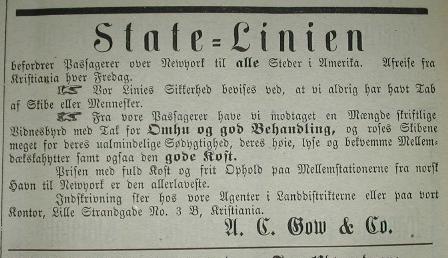 State=Linien
befordrer Passagerer over Newyork til alle Steder i Amerika. Afreise fra
Kristiania hver Fredag.
Vor Linies Sikkerhed bevises ved, at vi aldrig har havt Tab
af Skibe eller Mennesker.
Fra vore Passagerer have vi modtaget en Mængde skriftlige
Vidnesbyrd med Tak for Omhu og god Behandling, og roses Skibene
meget for deres ualmindelige Sødygtighed, deres høie, lyse og bekvemme Mellem-
dækslahytter samt ogsaa den gode Kost.
Prisen med fuld Kost og frit Ophold paa Mellemstationerne fra norsk
Havn til Newyork er den allerlaveste.
Indskrivning sker hos vore Agenter i Landdistrikterne eller paa vort
Kontor, Lille Strandgade No. 3 B, Kristiania.
A. C. Gow & Co.